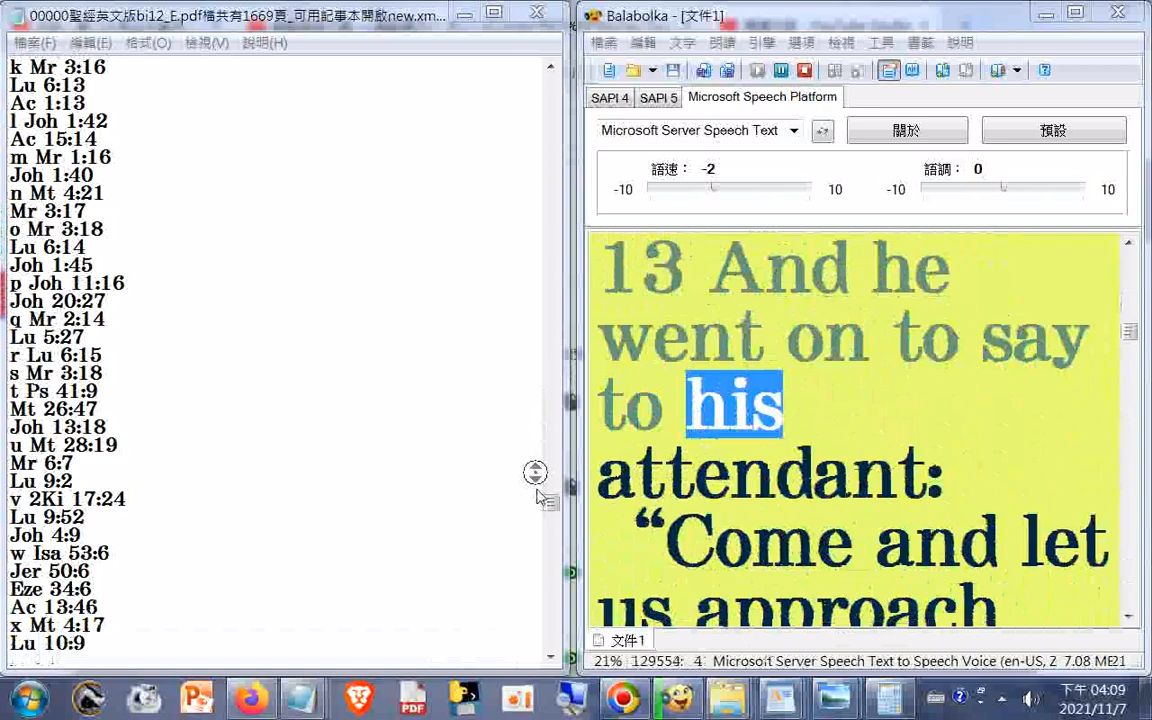 00000聖經英文版bi12_E.pdf檔共有1669頁_可用記事本開啟new.xm...
檔案(F) 編輯(E) 格式(O) 檢視(V) 說明(H)
k Mr 3:16
Lu 6:13
Ac 1:13
l Joh 1:42
Ac 15:14
m Mr 1:16
Joh 1:40
n Mt 4:21
Mr 3:17
o Mr 3:18
Lu 6:14
Joh 1:45
p Joh 11:16
Joh 20:27
q Mr 2:14
Lu 5:27
r Lu 6:15
s Mr 3:18
t Ps 41:9
Mt 26:47
Joh 13:18
u Mt 28:19
Mr 6:7
Lu 9:2
v 2Ki 17:24
Lu 9:52
Joh 4:9
w Isa 53:6
Jer 50:6
Eze 34:6
Ac 13:46
x Mt 4:17
Lu 10:9
Balabolka - [文件1]
檔案 編輯 文字 朗讀 引擎 選項 檢視 工具 書籤 說明
SAPI 4 SAPI 5 Microsoft Speech Platform
Microsoft Server Speech Text 關於 預設
語速： -2 語調： 0
-10 10 -10 10
13 And he
went on to say
to his
attendant:
“Come and let
us approach
文件1
21% 129554: 4 Microsoft Server Speech Text to Speech Voice (en-US, Z 7.08 ME21
PDF
下午 04:09
2021/11/7